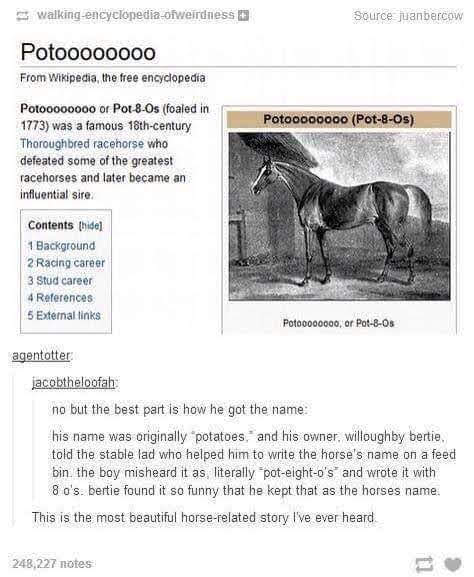 walking-encyclopedia-ofweirdness
Source: juanbercow
Potoooooooo
From Wikipedia, the free encyclopedia
Potoooooooo or Pot-8-Os (foaled in
1773) was a famous 18th-century
Thoroughbred racehorse who
defeated some of the greatest
racehorses and later became an
influential sire.
Contents [hide]
1 Background
2 Racing career
3 Stud career
4 References
5 External links
Potoooooooo (Pot-8-Os)
Potoooooooo, or Pot-8-Os
agentotter:
jacobtheloofah:
no but the best part is how he got the name:
his name was originally "potatoes," and his owner, willoughby bertie,
told the stable lad who helped him to write the horse's name on a feed
bin. the boy misheard it as, literally "pot-eight-o's" and wrote it with
8 o's. bertie found it so funny that he kept that as the horses name.
This is the most beautiful horse-related story I've ever heard.
248,227 notes